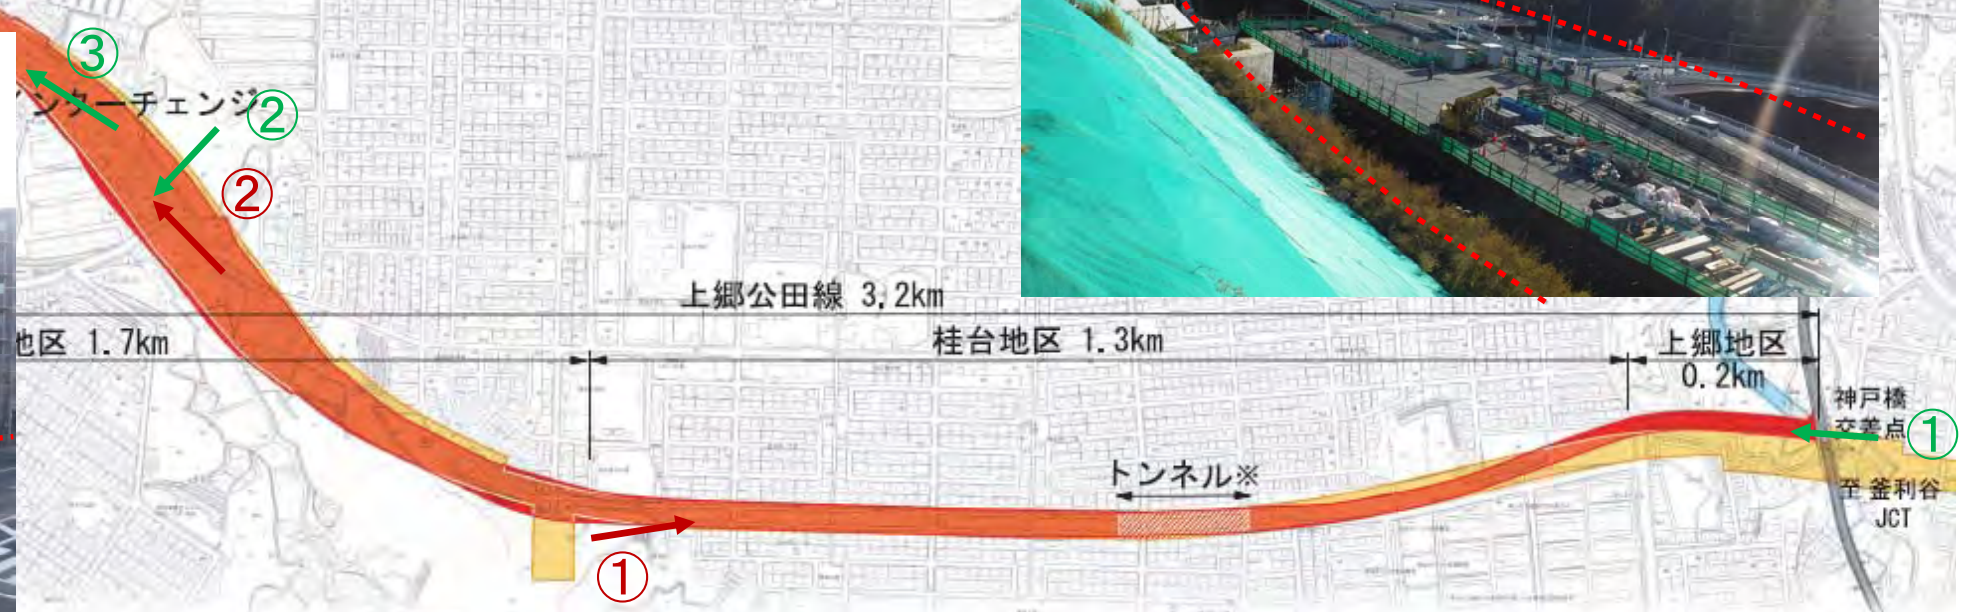 ③
ンターチェンジ
②
②
上郷公田線 3.2km
地区 1.7km
桂台地区 1.3km
上郷地区
0.2km
神戸橋
交差点
①
トンネル※
至 釜利谷
JCT
①